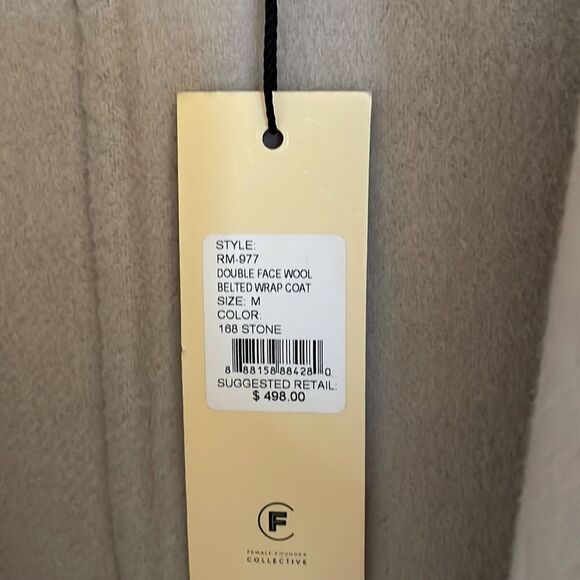 STYLE:
RM-977
DOUBLE FACE WOOL
BELTED WRAP COAT
SIZE: M
COLOR:
168 STONE
8 88158 88428 0
SUGGESTED RETAIL:
$ 498.00
F
FEMALE FOUNDER
COLLECTIVE